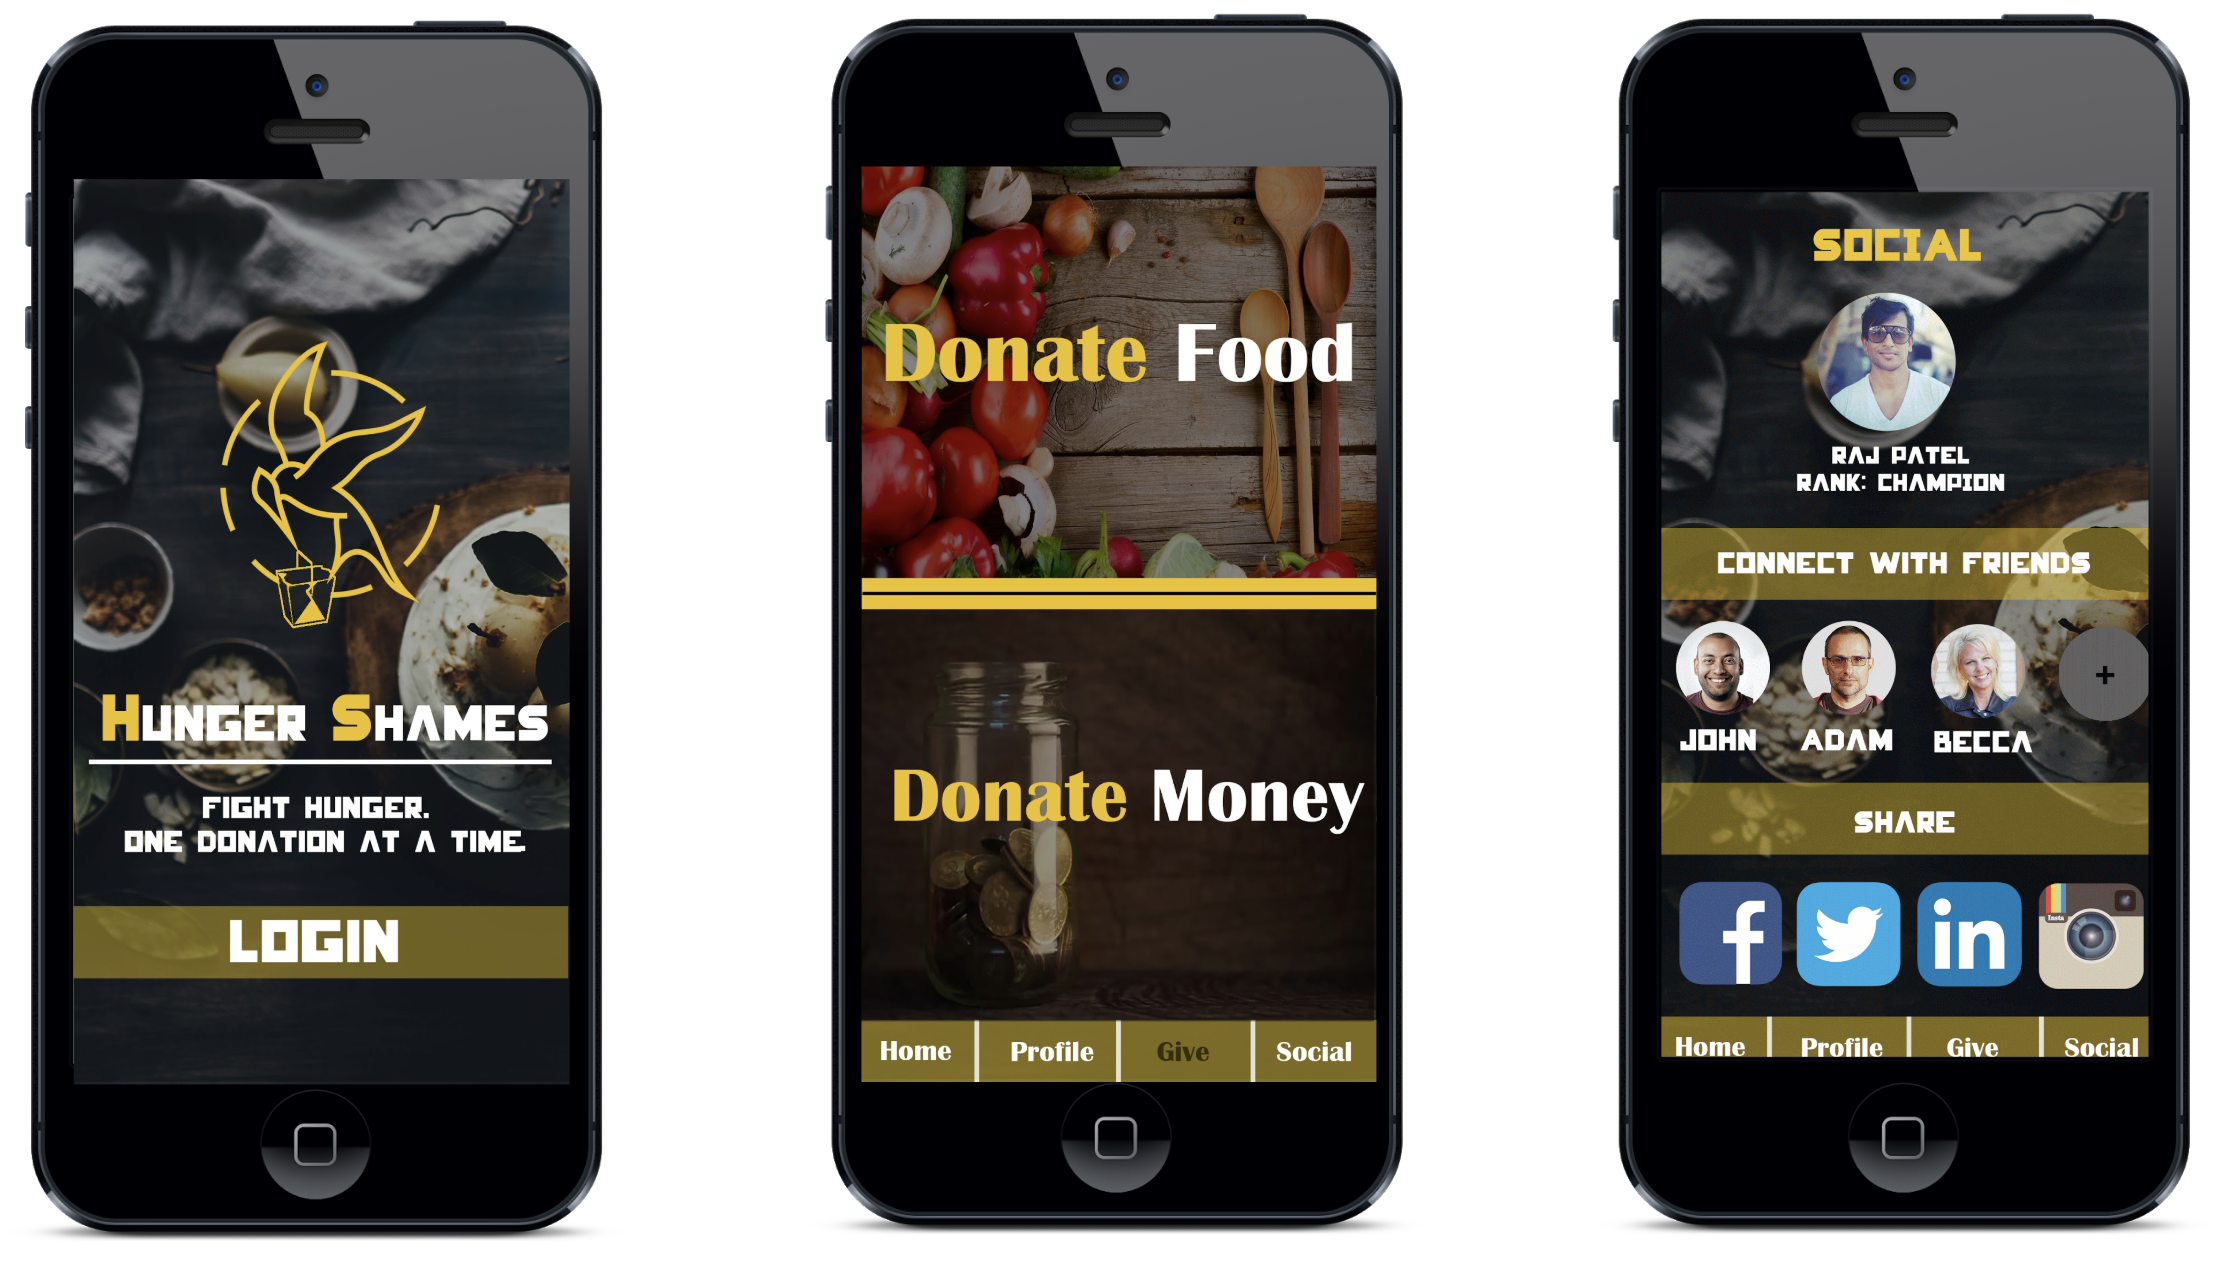 HUNGER SHAMES
FIGHT HUNGER.
ONE DONATION AT A TIME.
LOGIN
Donate Food
Donate Money
Home Profile Give Social
SOCIAL
RAJ PATEL
RANK: CHAMPION
CONNECT WITH FRIENDS
+
JOHN ADAM BECCA
SHARE
f in Insta
Home Profile Give Social